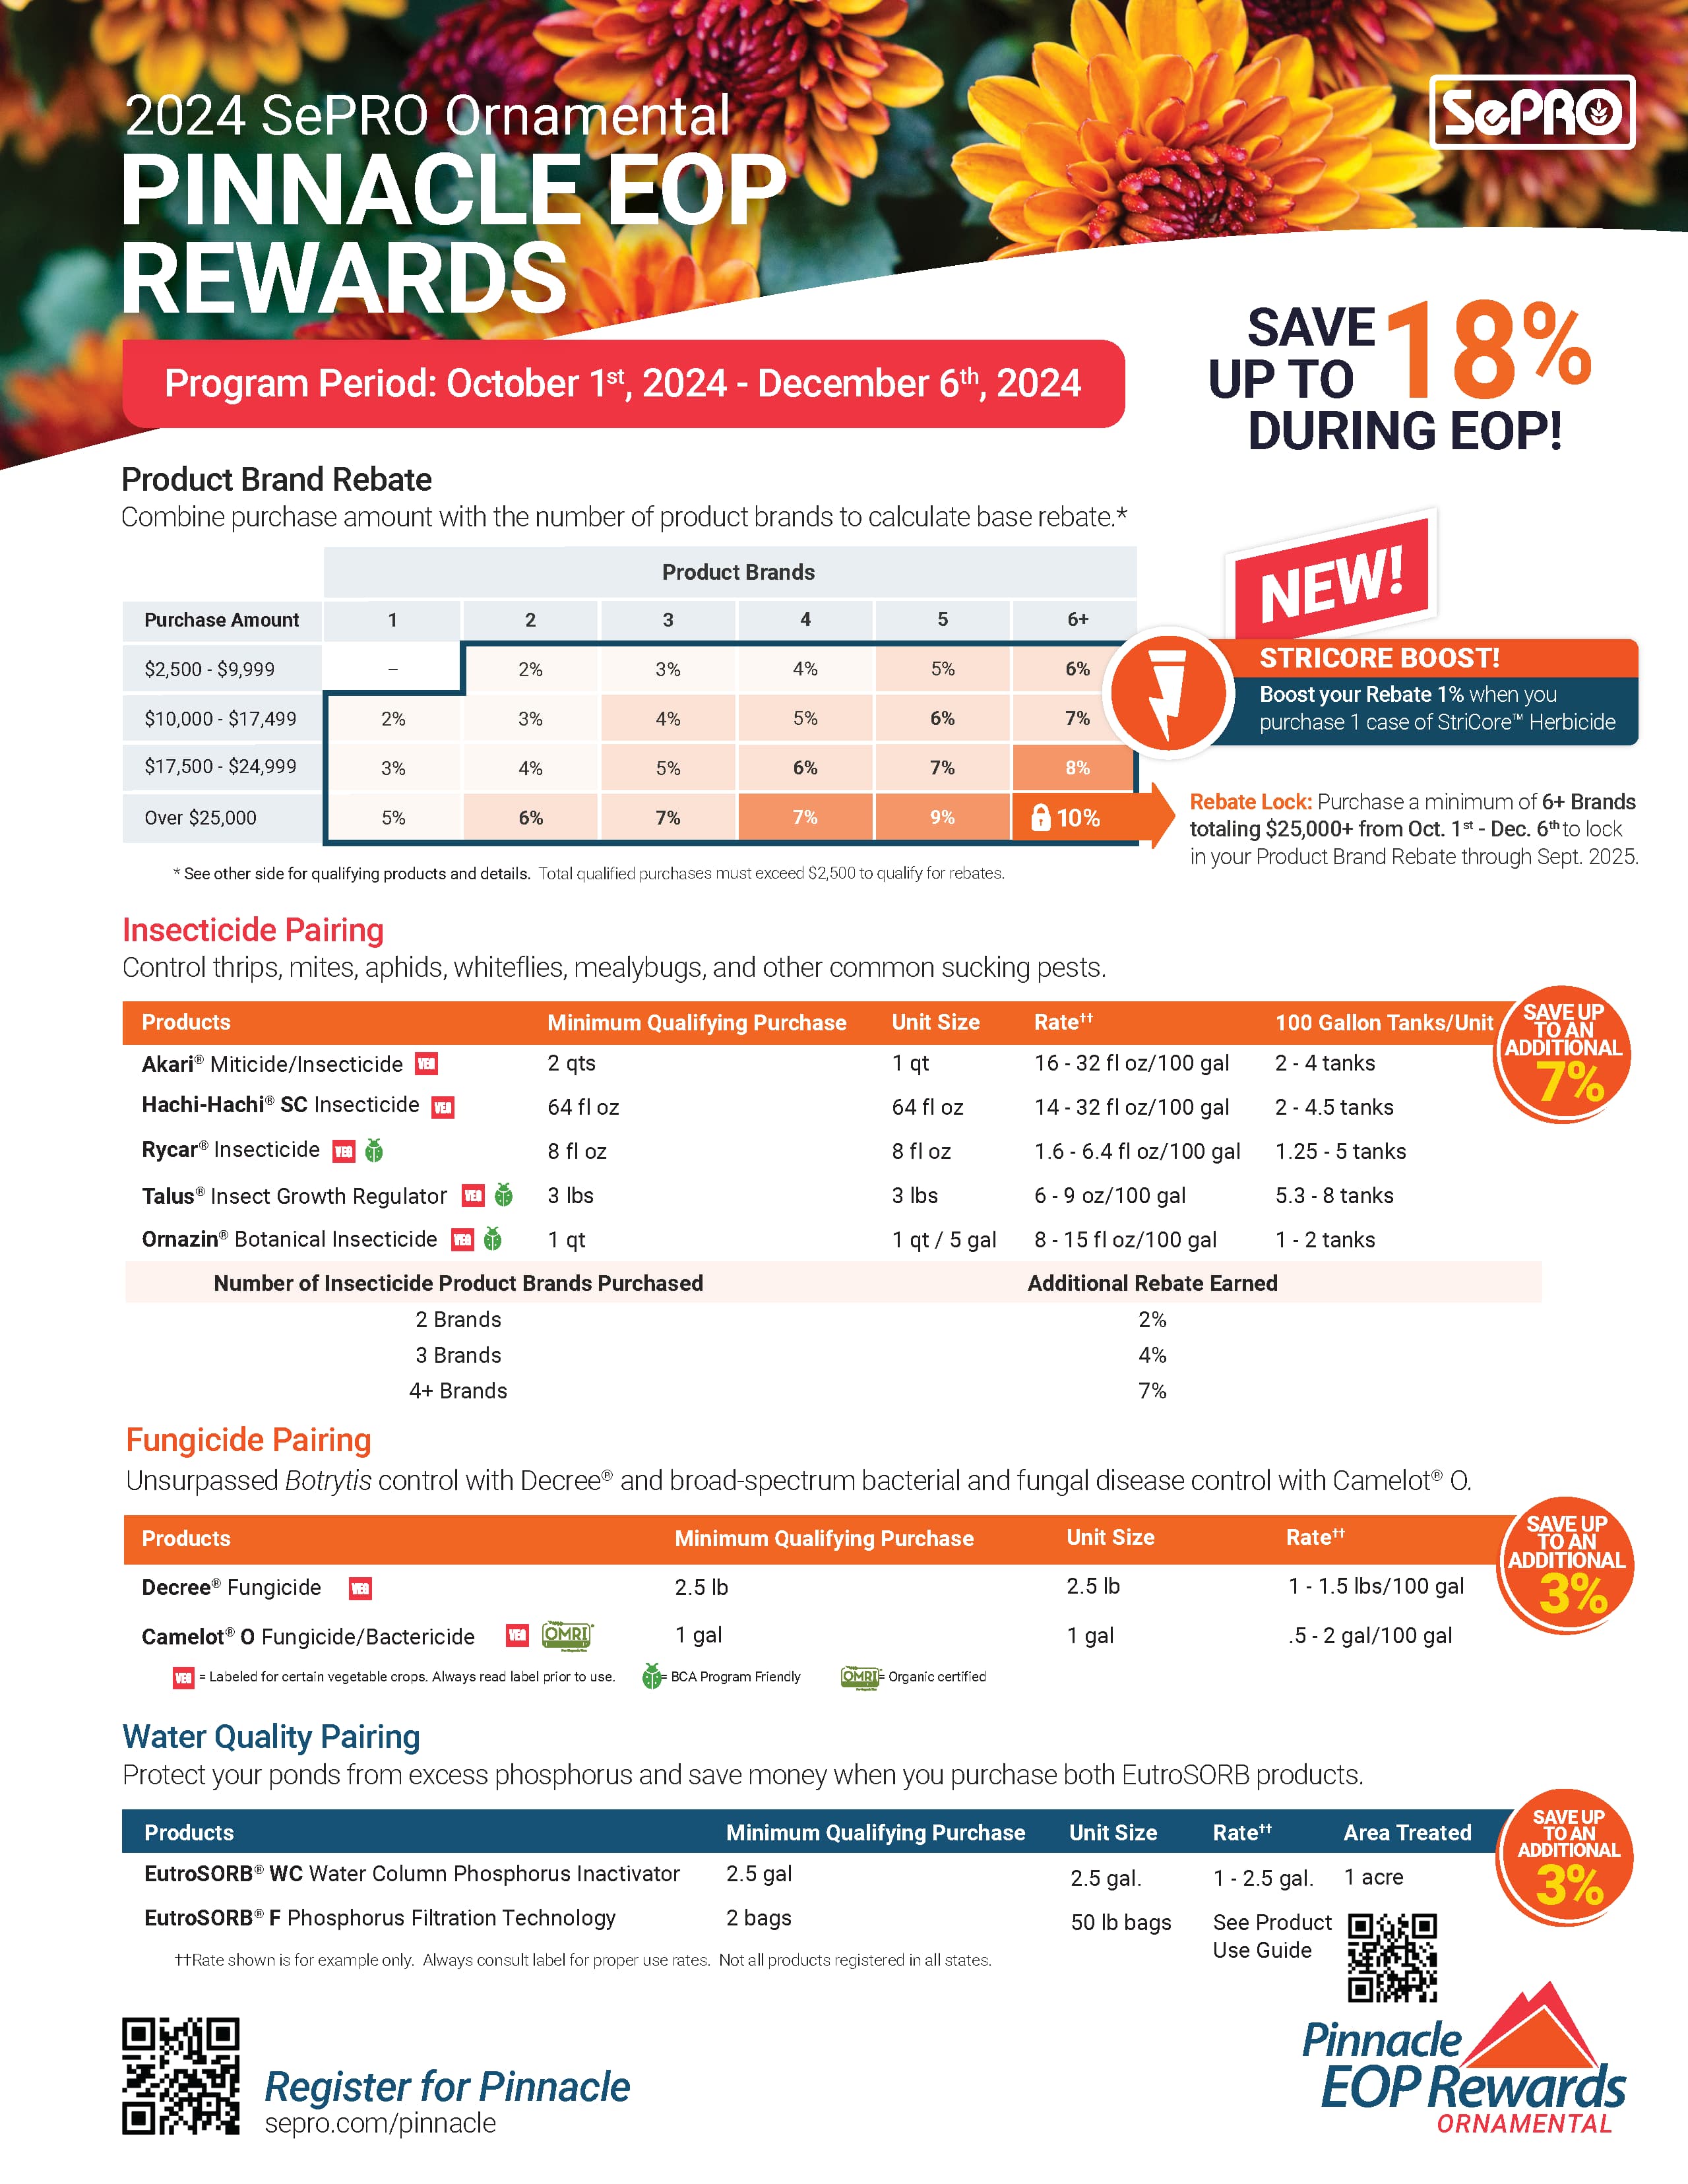 2024 SePRO Ornamental
PINNACLE EOP
REWARDS
SePRO
Program Period: October 1st, 2024 - December 6th, 2024
SAVE
UP TO 18%
DURING EOP!
Product Brand Rebate
Combine purchase amount with the number of product brands to calculate base rebate.*
Product Brands
Purchase Amount 1 2 3 4 5 6+
$2,500 - $9,999 – 2% 3% 4% 5% 6%
$10,000 - $17,499 2% 3% 4% 5% 6% 7%
$17,500 - $24,999 3% 4% 5% 6% 7% 8%
Over $25,000 5% 6% 7% 7% 9% 10%
NEW!
STRICORE BOOST!
Boost your Rebate 1% when you
purchase 1 case of StriCore™ Herbicide
Rebate Lock: Purchase a minimum of 6+ Brands
totaling $25,000+ from Oct. 1st - Dec. 6th to lock
in your Product Brand Rebate through Sept. 2025.
* See other side for qualifying products and details. Total qualified purchases must exceed $2,500 to qualify for rebates.
Insecticide Pairing
Control thrips, mites, aphids, whiteflies, mealybugs, and other common sucking pests.
Products Minimum Qualifying Purchase Unit Size Rate†† 100 Gallon Tanks/Unit
SAVE UP
TO AN
ADDITIONAL
7%
Akari® Miticide/Insecticide VEG 2 qts 1 qt 16 - 32 fl oz/100 gal 2 - 4 tanks
Hachi-Hachi® SC Insecticide VEG 64 fl oz 64 fl oz 14 - 32 fl oz/100 gal 2 - 4.5 tanks
Rycar® Insecticide VEG 8 fl oz 8 fl oz 1.6 - 6.4 fl oz/100 gal 1.25 - 5 tanks
Talus® Insect Growth Regulator VEG 3 lbs 3 lbs 6 - 9 oz/100 gal 5.3 - 8 tanks
Ornazin® Botanical Insecticide VEG 1 qt 1 qt / 5 gal 8 - 15 fl oz/100 gal 1 - 2 tanks
Number of Insecticide Product Brands Purchased Additional Rebate Earned
2 Brands 2%
3 Brands 4%
4+ Brands 7%
Fungicide Pairing
Unsurpassed Botrytis control with Decree® and broad-spectrum bacterial and fungal disease control with Camelot® O.
Products Minimum Qualifying Purchase Unit Size Rate††
SAVE UP
TO AN
ADDITIONAL
3%
Decree® Fungicide VEG 2.5 lb 2.5 lb 1 - 1.5 lbs/100 gal
Camelot® O Fungicide/Bactericide VEG OMRI 1 gal 1 gal .5 - 2 gal/100 gal
VEG = Labeled for certain vegetable crops. Always read label prior to use. = BCA Program Friendly OMRI = Organic certified
Water Quality Pairing
Protect your ponds from excess phosphorus and save money when you purchase both EutroSORB products.
Products Minimum Qualifying Purchase Unit Size Rate†† Area Treated
SAVE UP
TO AN
ADDITIONAL
3%
EutroSORB® WC Water Column Phosphorus Inactivator 2.5 gal 2.5 gal. 1 - 2.5 gal. 1 acre
EutroSORB® F Phosphorus Filtration Technology 2 bags 50 lb bags See Product
Use Guide
††Rate shown is for example only. Always consult label for proper use rates. Not all products registered in all states.
Register for Pinnacle
sepro.com/pinnacle
Pinnacle
EOP Rewards
ORNAMENTAL